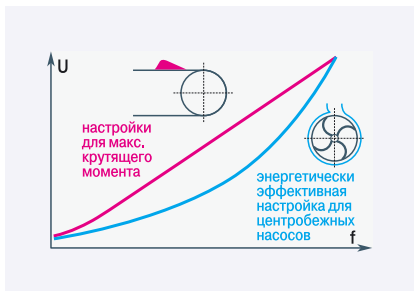 U
настройки
для макс.
крутящего
момента
энергетически
эффективная
настройка для
центробежных
насосов
f